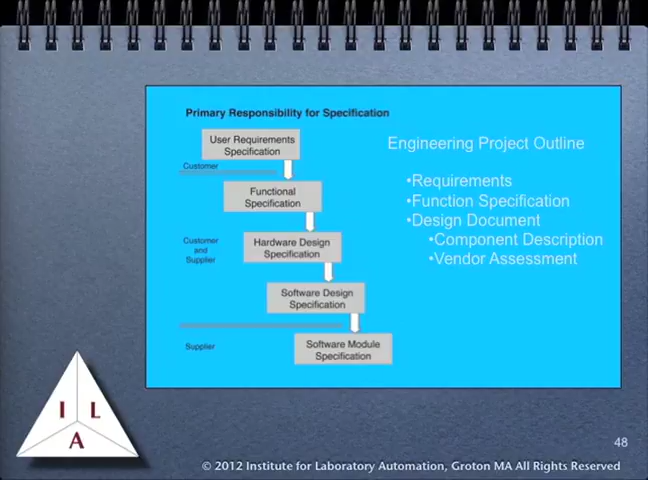 Primary Responsibility for Specification
User Requirements
Specification
Customer
Functional
Specification
Customer
and
Supplier
Hardware Design
Specification
Software Design
Specification
Supplier
Software Module
Specification
Engineering Project Outline
•Requirements
•Function Specification
•Design Document
•Component Description
•Vendor Assessment
I L
A
48
© 2012 Institute for Laboratory Automation, Groton MA All Rights Reserved